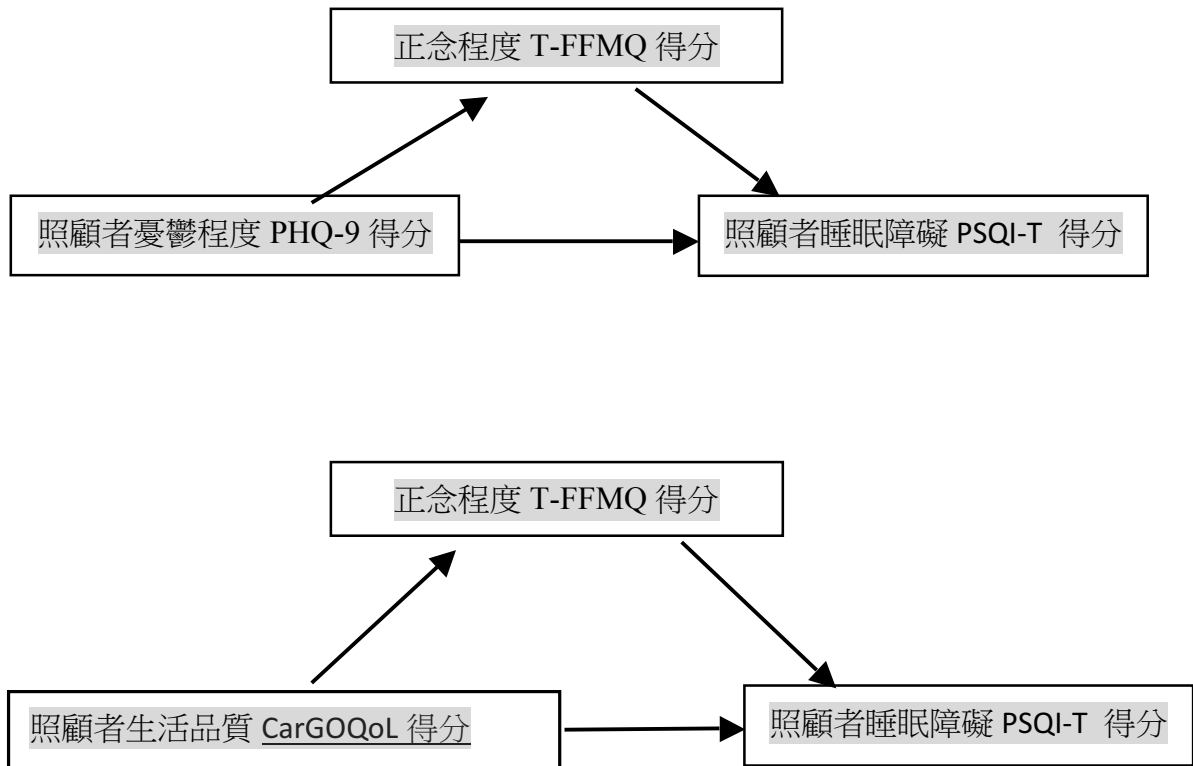 正念程度 T-FFMQ 得分
照顧者憂鬱程度 PHQ-9 得分
照顧者睡眠障礙 PSQI-T 得分
正念程度 T-FFMQ 得分
照顧者生活品質 CarGOQoL 得分
照顧者睡眠障礙 PSQI-T 得分